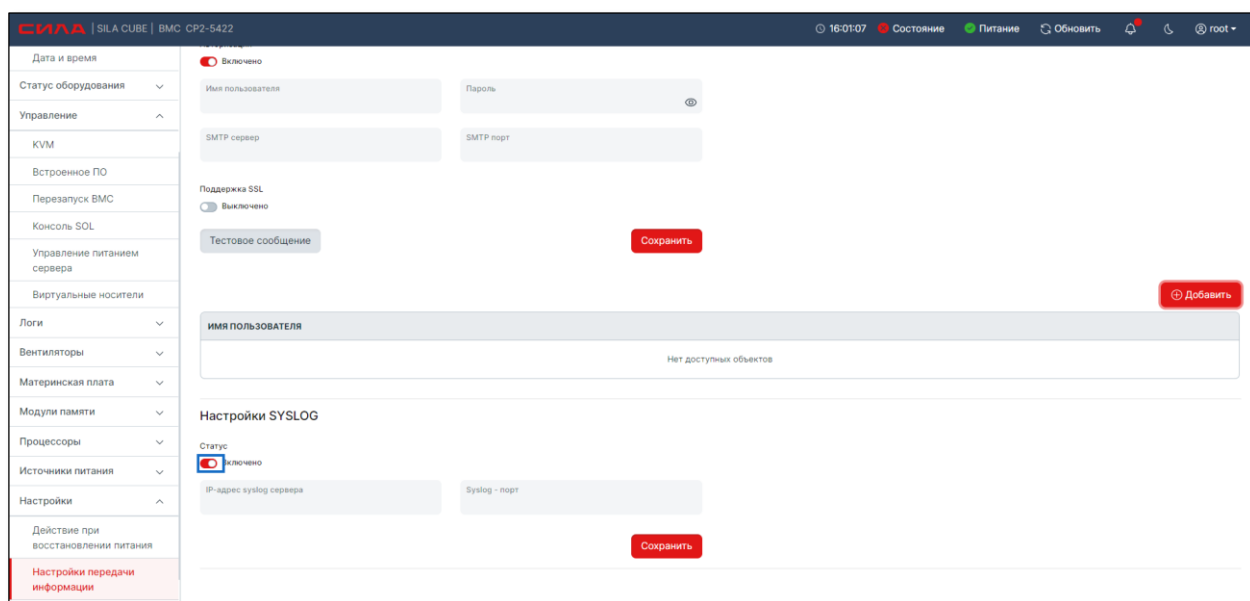 СИЛА | SILA CUBE | BMC CP2-5422
16:01:07 Состояние Питание Обновить root
Дата и время
Статус оборудования
Управление
KVM
Встроенное ПО
Перезапуск BMC
Консоль SOL
Управление питанием
сервера
Виртуальные носители
Логи
Вентиляторы
Материнская плата
Модули памяти
Процессоры
Источники питания
Настройки
Действие при
восстановлении питания
Настройки передачи
информации
Включено
Имя пользователя
Пароль
SMTP сервер
SMTP порт
Поддержка SSL
Выключено
Тестовое сообщение
Сохранить
Добавить
ИМЯ ПОЛЬЗОВАТЕЛЯ
Нет доступных объектов
Настройки SYSLOG
Статус
Включено
IP-адрес syslog сервера
Syslog - порт
Сохранить